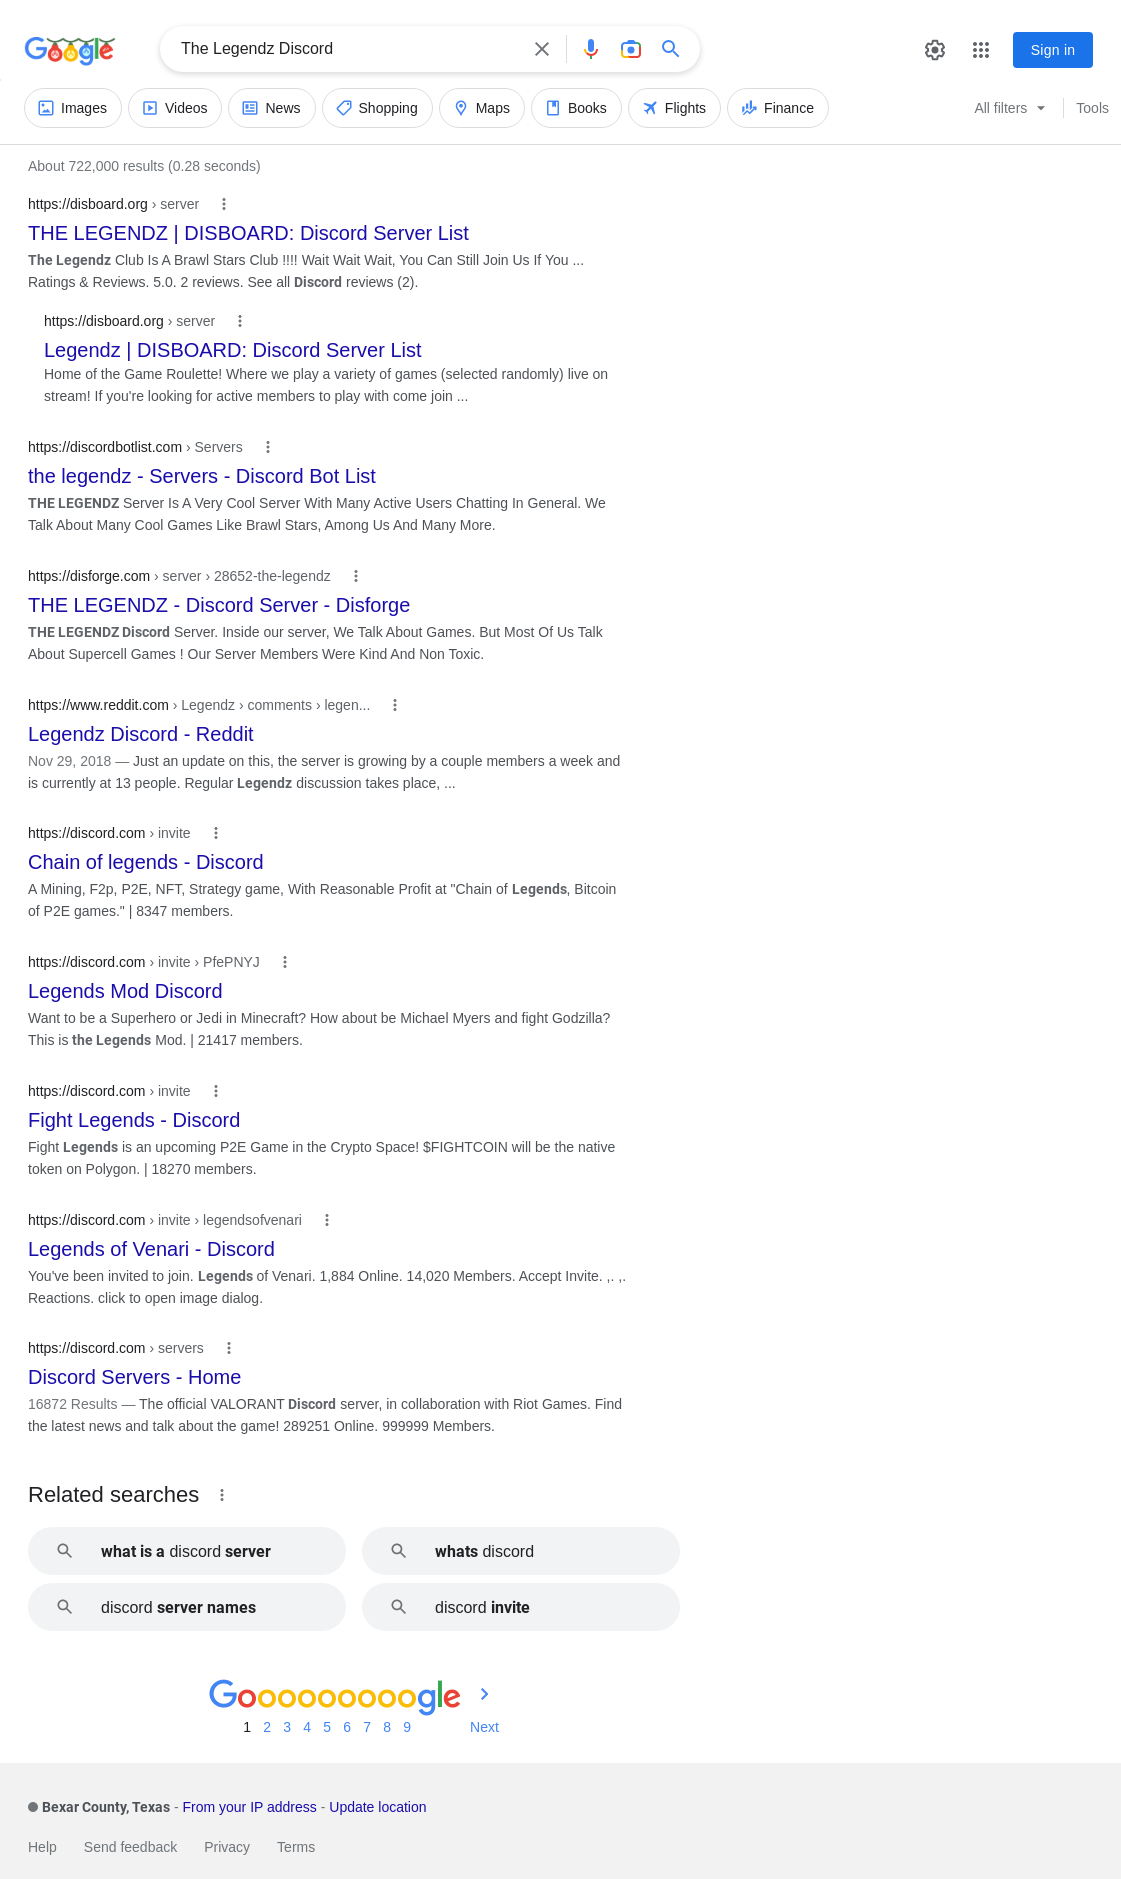 Google
The Legendz Discord
Sign in
Images
Videos
News
Shopping
Maps
Books
Flights
Finance
All filters
Tools
About 722,000 results (0.28 seconds)
https://disboard.org › server
THE LEGENDZ | DISBOARD: Discord Server List
The Legendz Club Is A Brawl Stars Club !!!! Wait Wait Wait, You Can Still Join Us If You ...
Ratings & Reviews. 5.0. 2 reviews. See all Discord reviews (2).
https://disboard.org › server
Legendz | DISBOARD: Discord Server List
Home of the Game Roulette! Where we play a variety of games (selected randomly) live on
stream! If you're looking for active members to play with come join ...
https://discordbotlist.com › Servers
the legendz - Servers - Discord Bot List
THE LEGENDZ Server Is A Very Cool Server With Many Active Users Chatting In General. We
Talk About Many Cool Games Like Brawl Stars, Among Us And Many More.
https://disforge.com › server › 28652-the-legendz
THE LEGENDZ - Discord Server - Disforge
THE LEGENDZ Discord Server. Inside our server, We Talk About Games. But Most Of Us Talk
About Supercell Games ! Our Server Members Were Kind And Non Toxic.
https://www.reddit.com › Legendz › comments › legen...
Legendz Discord - Reddit
Nov 29, 2018 — Just an update on this, the server is growing by a couple members a week and
is currently at 13 people. Regular Legendz discussion takes place, ...
https://discord.com › invite
Chain of legends - Discord
A Mining, F2p, P2E, NFT, Strategy game, With Reasonable Profit at "Chain of Legends, Bitcoin
of P2E games." | 8347 members.
https://discord.com › invite › PfePNYJ
Legends Mod Discord
Want to be a Superhero or Jedi in Minecraft? How about be Michael Myers and fight Godzilla?
This is the Legends Mod. | 21417 members.
https://discord.com › invite
Fight Legends - Discord
Fight Legends is an upcoming P2E Game in the Crypto Space! $FIGHTCOIN will be the native
token on Polygon. | 18270 members.
https://discord.com › invite › legendsofvenari
Legends of Venari - Discord
You've been invited to join. Legends of Venari. 1,884 Online. 14,020 Members. Accept Invite. ,. ,.
Reactions. click to open image dialog.
https://discord.com › servers
Discord Servers - Home
16872 Results — The official VALORANT Discord server, in collaboration with Riot Games. Find
the latest news and talk about the game! 289251 Online. 999999 Members.
Related searches
what is a discord server
whats discord
discord server names
discord invite
Goooooooooogle
1 2 3 4 5 6 7 8 9 Next
Bexar County, Texas - From your IP address - Update location
Help Send feedback Privacy Terms